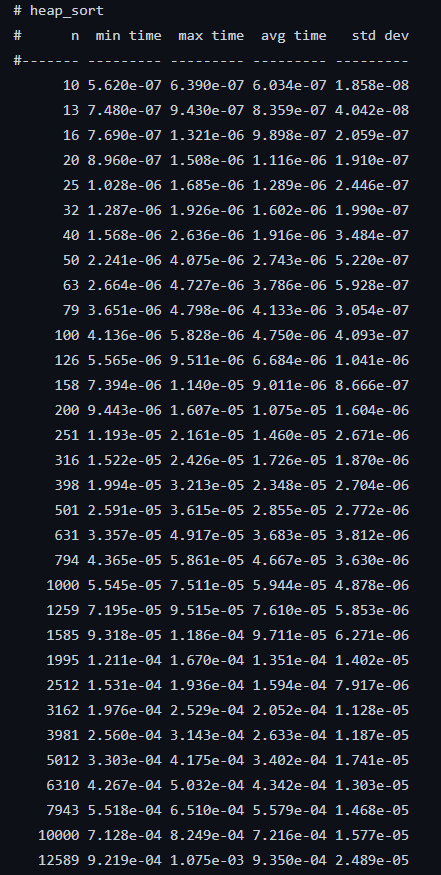 # heap_sort
#      n  min time  max time  avg time   std dev
#------- --------- --------- --------- ---------
      10 5.620e-07 6.390e-07 6.034e-07 1.858e-08
      13 7.480e-07 9.430e-07 8.359e-07 4.042e-08
      16 7.690e-07 1.321e-06 9.898e-07 2.059e-07
      20 8.960e-07 1.508e-06 1.116e-06 1.910e-07
      25 1.028e-06 1.685e-06 1.289e-06 2.446e-07
      32 1.287e-06 1.926e-06 1.602e-06 1.990e-07
      40 1.568e-06 2.636e-06 1.916e-06 3.484e-07
      50 2.241e-06 4.075e-06 2.743e-06 5.220e-07
      63 2.664e-06 4.727e-06 3.786e-06 5.928e-07
      79 3.651e-06 4.798e-06 4.133e-06 3.054e-07
     100 4.136e-06 5.828e-06 4.750e-06 4.093e-07
     126 5.565e-06 9.511e-06 6.684e-06 1.041e-06
     158 7.394e-06 1.140e-05 9.011e-06 8.666e-07
     200 9.443e-06 1.607e-05 1.075e-05 1.604e-06
     251 1.193e-05 2.161e-05 1.460e-05 2.671e-06
     316 1.522e-05 2.426e-05 1.726e-05 1.870e-06
     398 1.994e-05 3.213e-05 2.348e-05 2.704e-06
     501 2.591e-05 3.615e-05 2.855e-05 2.772e-06
     631 3.357e-05 4.917e-05 3.683e-05 3.812e-06
     794 4.365e-05 5.861e-05 4.667e-05 3.630e-06
    1000 5.545e-05 7.511e-05 5.944e-05 4.878e-06
    1259 7.195e-05 9.515e-05 7.610e-05 5.853e-06
    1585 9.318e-05 1.186e-04 9.711e-05 6.271e-06
    1995 1.211e-04 1.670e-04 1.351e-04 1.402e-05
    2512 1.531e-04 1.936e-04 1.594e-04 7.917e-06
    3162 1.976e-04 2.529e-04 2.052e-04 1.128e-05
    3981 2.560e-04 3.143e-04 2.633e-04 1.187e-05
    5012 3.303e-04 4.175e-04 3.402e-04 1.741e-05
    6310 4.267e-04 5.032e-04 4.342e-04 1.303e-05
    7943 5.518e-04 6.510e-04 5.579e-04 1.468e-05
   10000 7.128e-04 8.249e-04 7.216e-04 1.577e-05
   12589 9.219e-04 1.075e-03 9.350e-04 2.489e-05